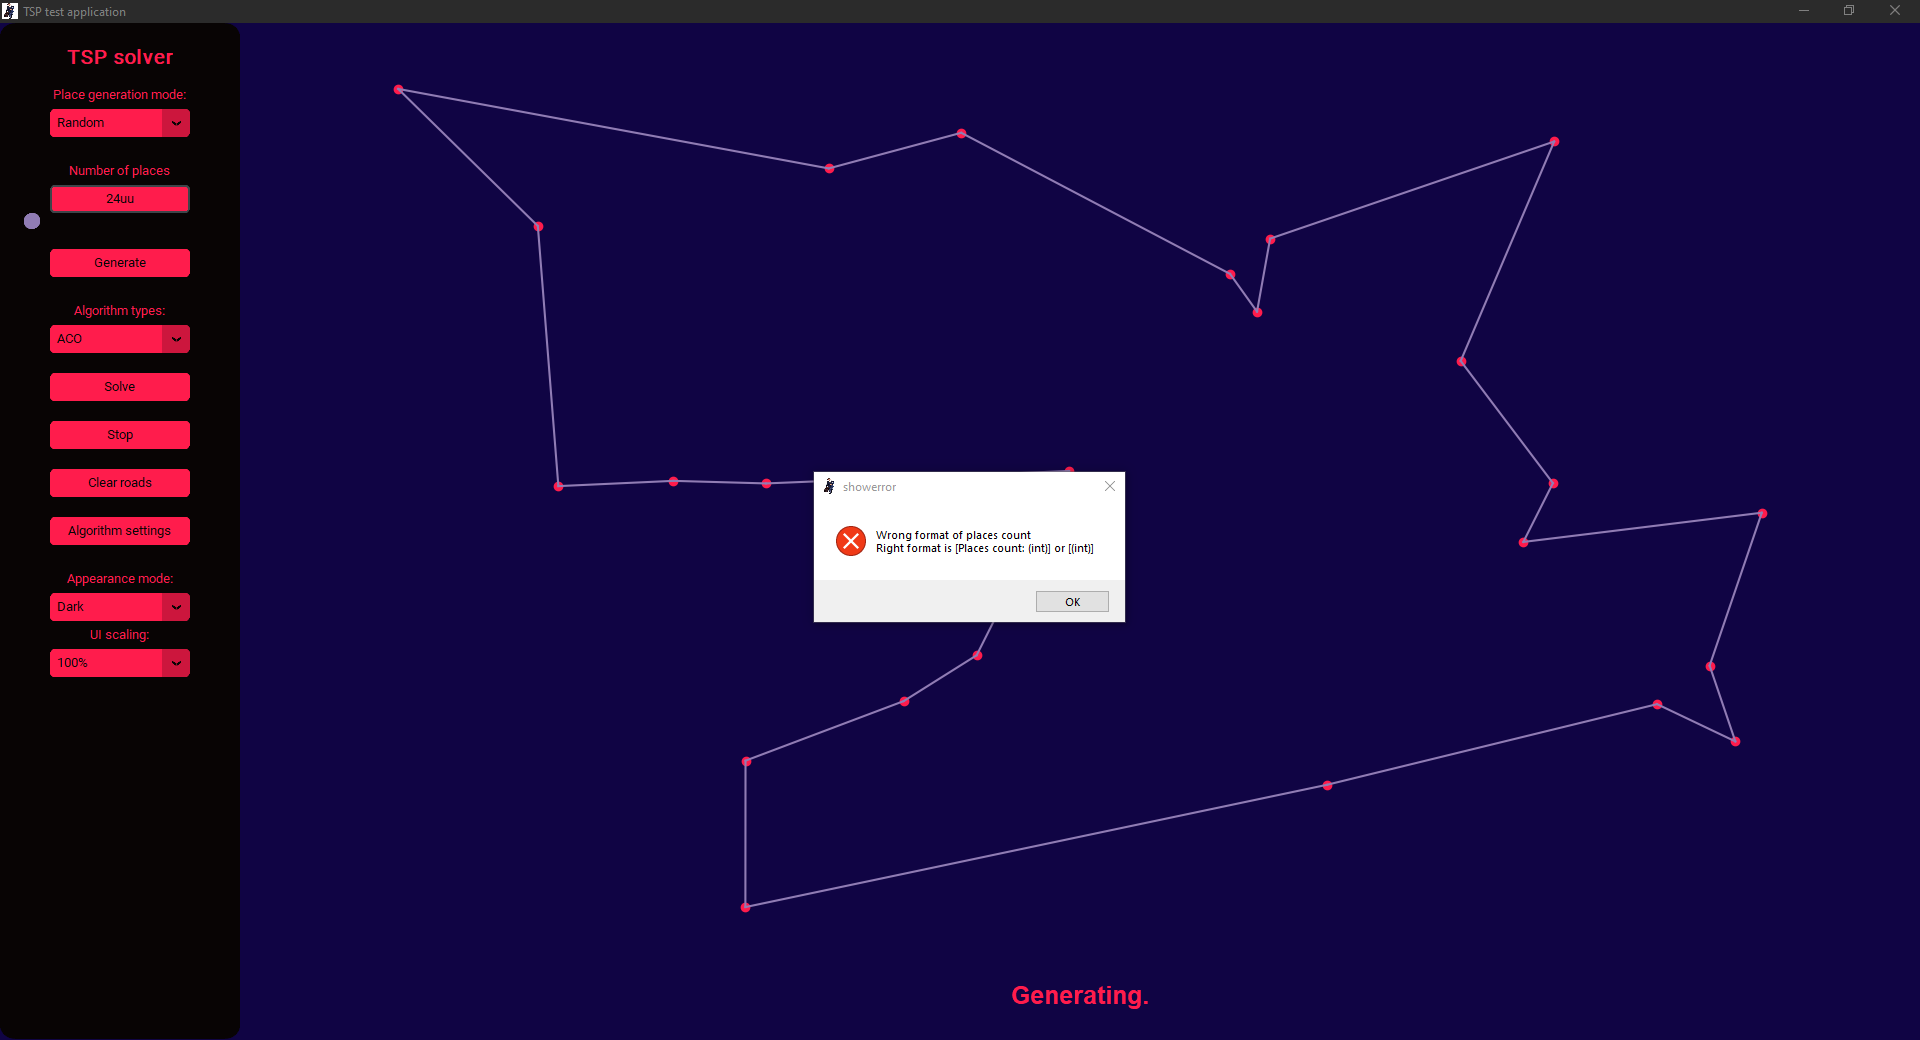 TSP test application
TSP solver
Place generation mode:
Random
Number of places
24uu
Generate
Algorithm types:
ACO
Solve
Stop
Clear roads
Algorithm settings
Appearance mode:
Dark
UI scaling:
100%
showerror
Wrong format of places count
Right format is [Places count: (int)] or [(int)]
OK
Generating.